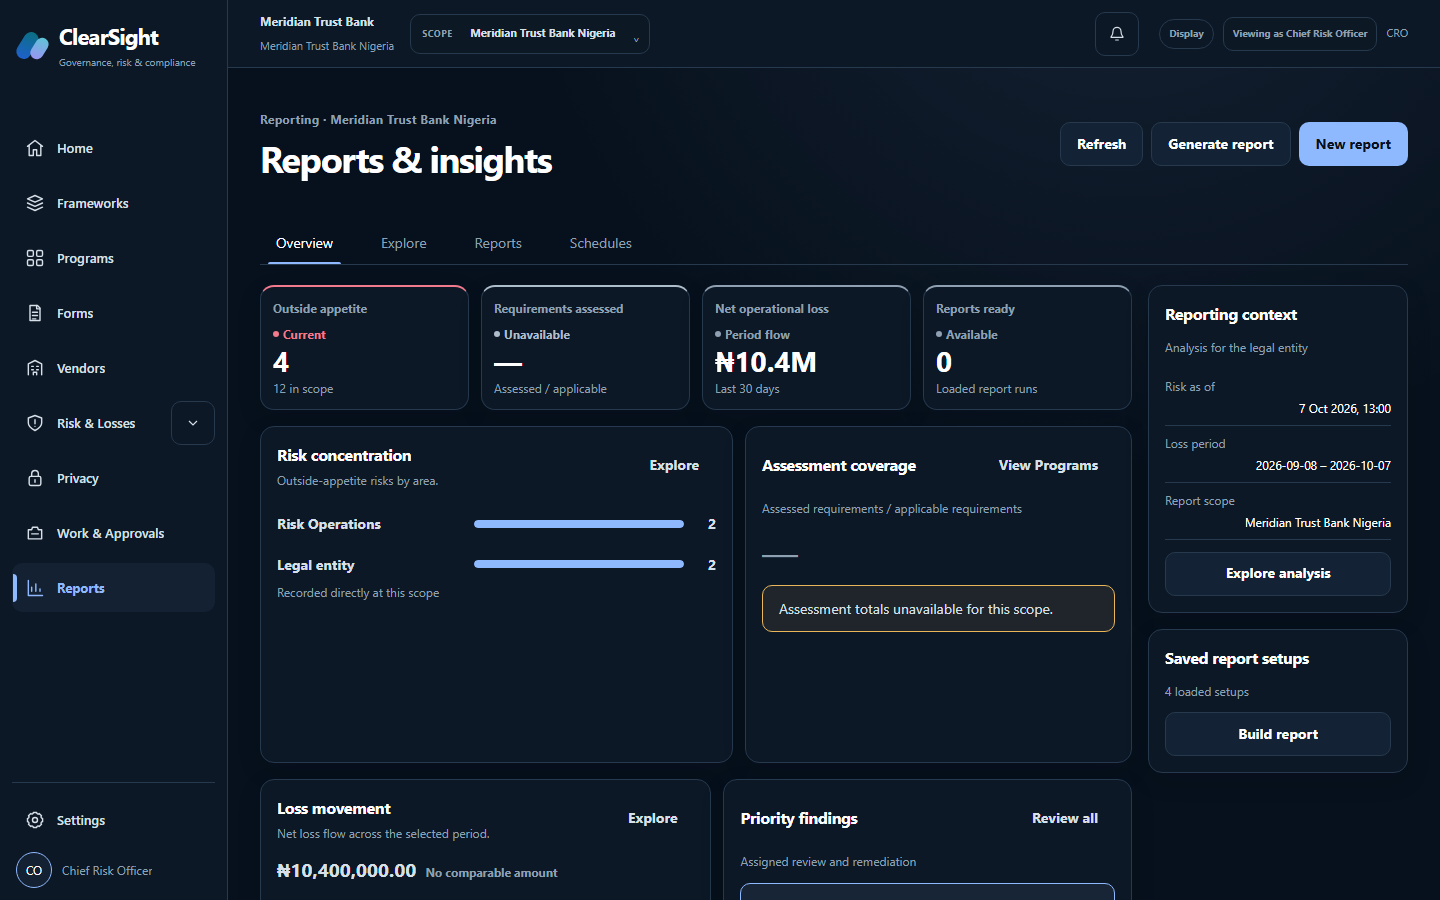 ClearSight
Governance, risk & compliance
Home
Frameworks
Programs
Forms
Vendors
Risk & Losses
Privacy
Work & Approvals
Reports
Settings
CO
Chief Risk Officer
Meridian Trust Bank
Meridian Trust Bank Nigeria
SCOPE
Meridian Trust Bank Nigeria
Display
Viewing as Chief Risk Officer
CRO
Reporting · Meridian Trust Bank Nigeria
Reports & insights
Refresh
Generate report
New report
Overview
Explore
Reports
Schedules
Outside appetite
Current
4
12 in scope
Requirements assessed
Unavailable
—
Assessed / applicable
Net operational loss
Period flow
₦10.4M
Last 30 days
Reports ready
Available
0
Loaded report runs
Risk concentration
Outside-appetite risks by area.
Explore
Risk Operations
2
Legal entity
2
Recorded directly at this scope
Assessment coverage
View Programs
Assessed requirements / applicable requirements
—
Assessment totals unavailable for this scope.
Loss movement
Net loss flow across the selected period.
Explore
₦10,400,000.00 No comparable amount
Priority findings
Review all
Assigned review and remediation
Reporting context
Analysis for the legal entity
Risk as of
7 Oct 2026, 13:00
Loss period
2026-09-08 – 2026-10-07
Report scope
Meridian Trust Bank Nigeria
Explore analysis
Saved report setups
4 loaded setups
Build report